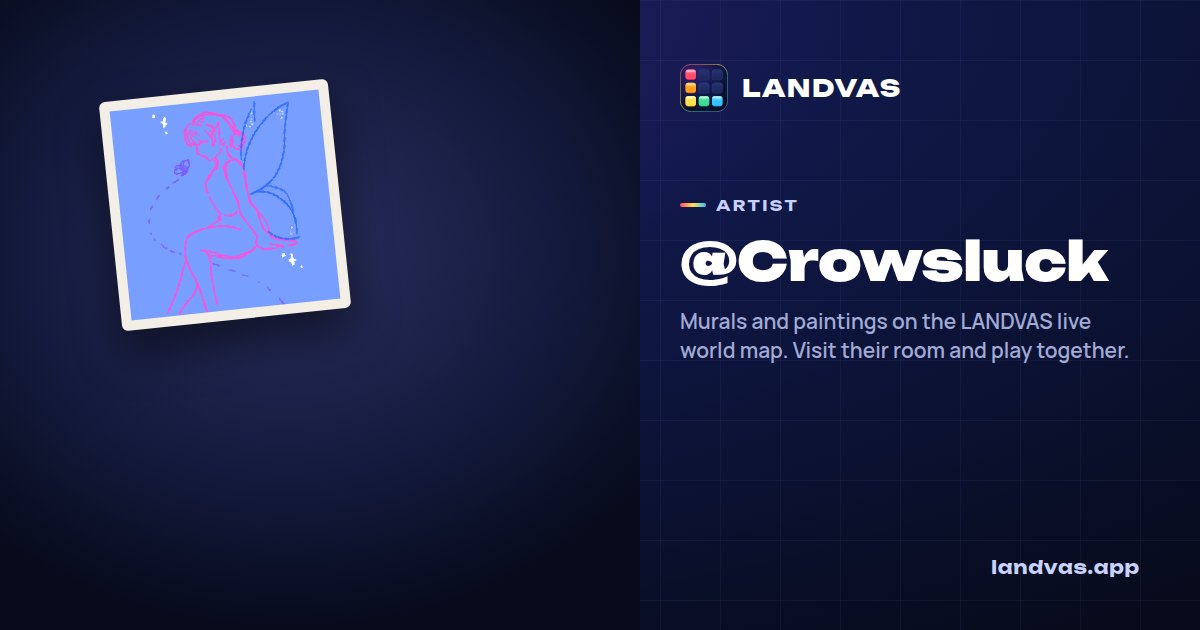 LANDVAS
ARTIST
@Crowsluck
Murals and paintings on the LANDVAS live
world map. Visit their room and play together.
landvas.app